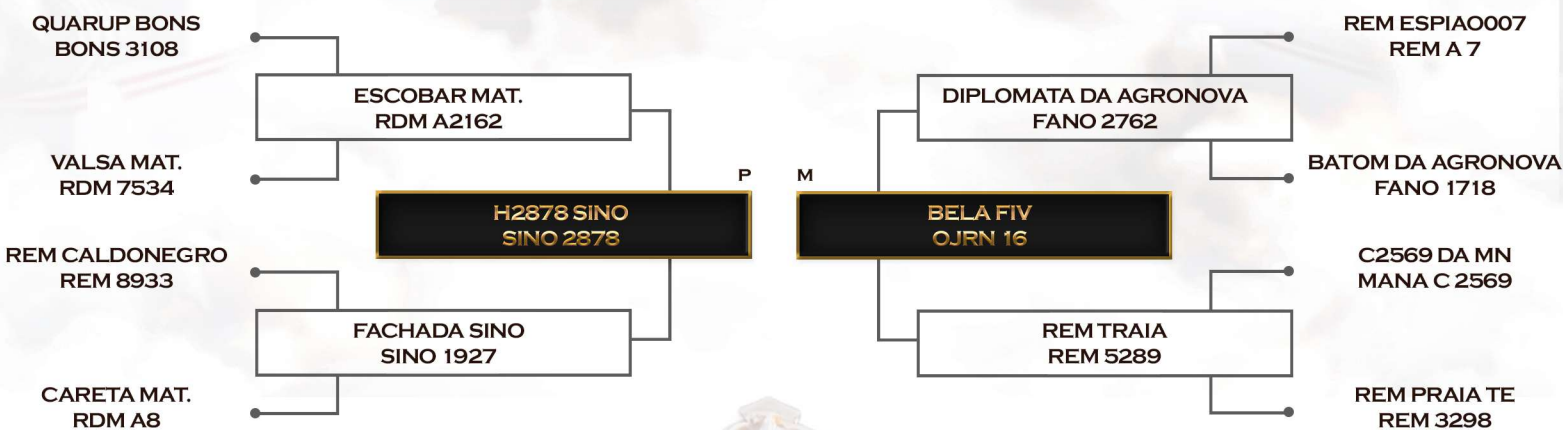 QUARUP BONS
BONS 3108
ESCOBAR MAT.
RDM A2162
VALSA MAT.
RDM 7534
P
H2878 SINO
SINO 2878
REM CALDONEGRO
REM 8933
FACHADA SINO
SINO 1927
CARETA MAT.
RDM A8
REM ESPIAO007
REM A 7
DIPLOMATA DA AGRONOVA
FANO 2762
BATOM DA AGRONOVA
FANO 1718
M
BELA FIV
OJRN 16
C2569 DA MN
MANA C 2569
REM TRAIA
REM 5289
REM PRAIA TE
REM 3298